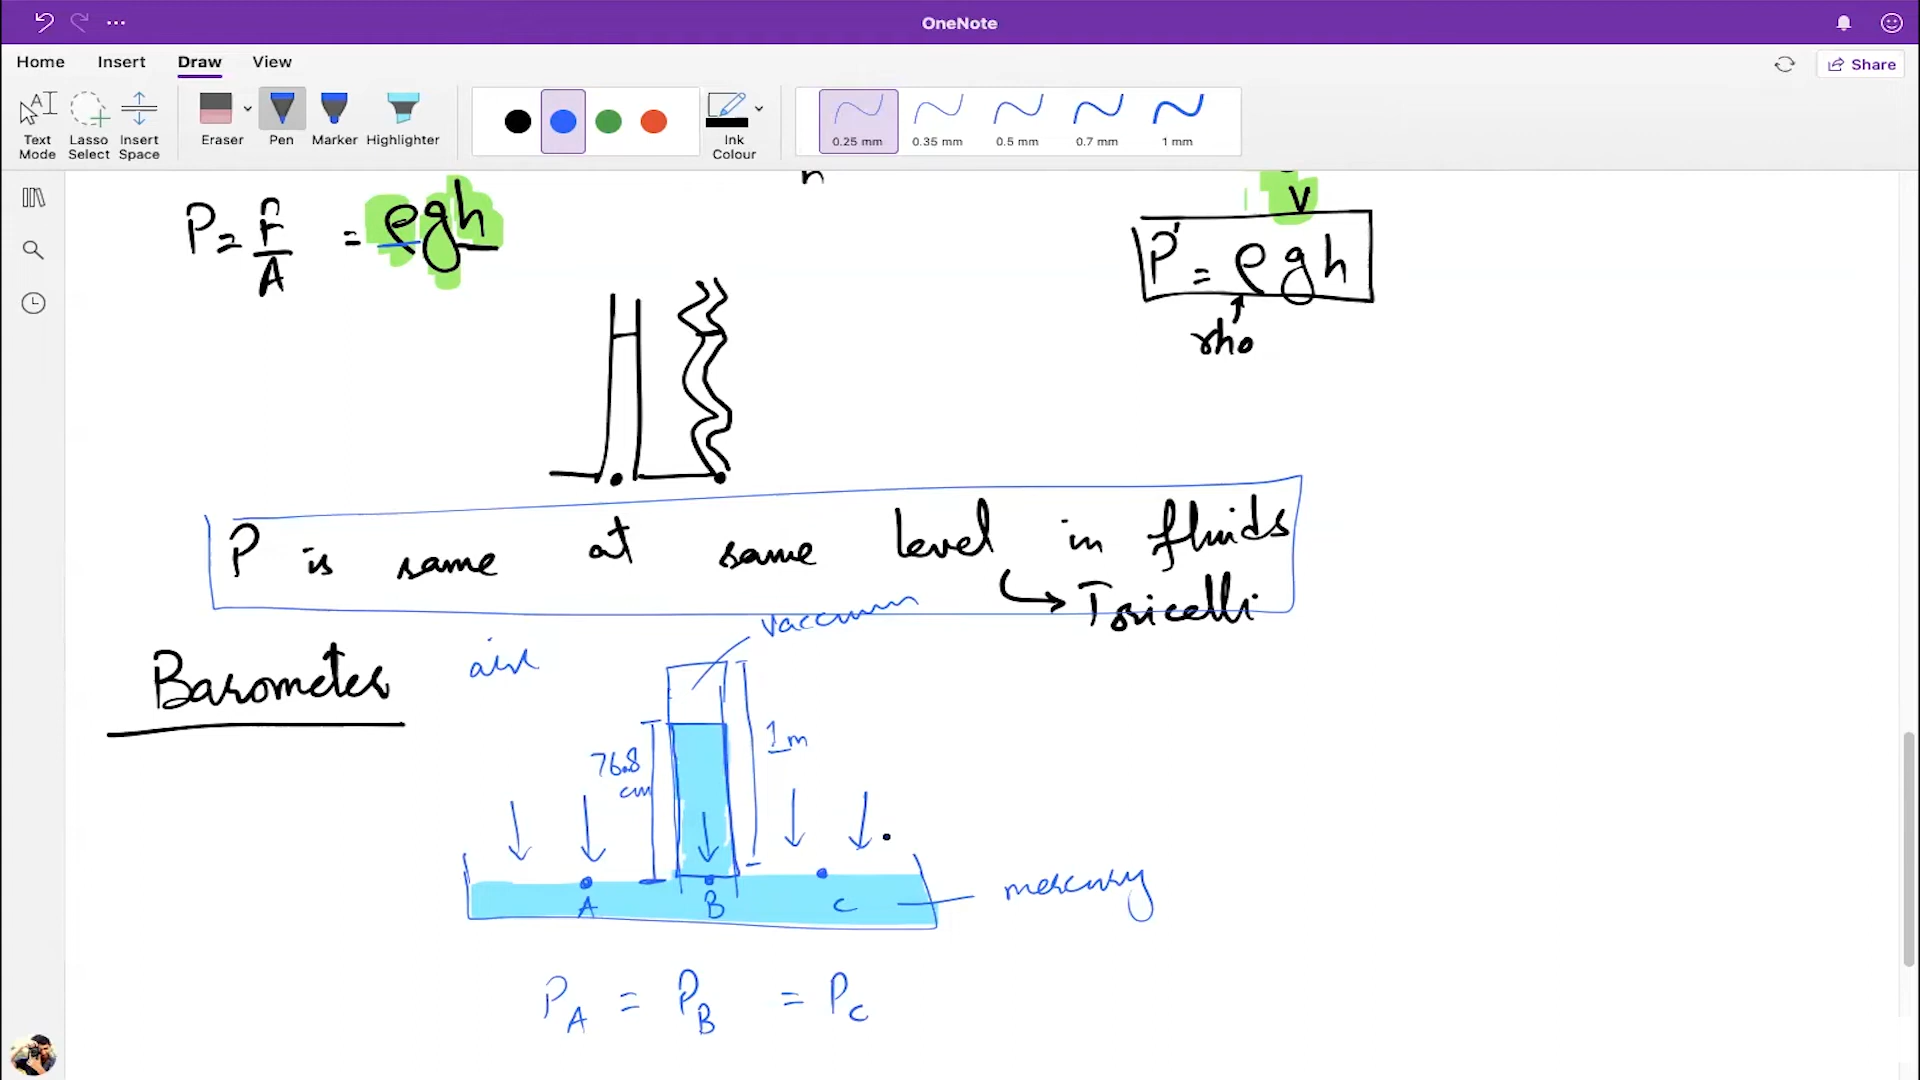 OneNote
Home Insert Draw View
Share
Text Mode
Lasso Select
Insert Space
Eraser
Pen
Marker
Highlighter
Ink Colour
0.25 mm
0.35 mm
0.5 mm
0.7 mm
1 mm
h
V
P = F/A = ρgh
P = ρgh
rho
P is same at same level in fluids
→ Toricelli
vaccum
Barometer
air
1m
76.8 cm
A B C
mercury
P_A = P_B = P_C